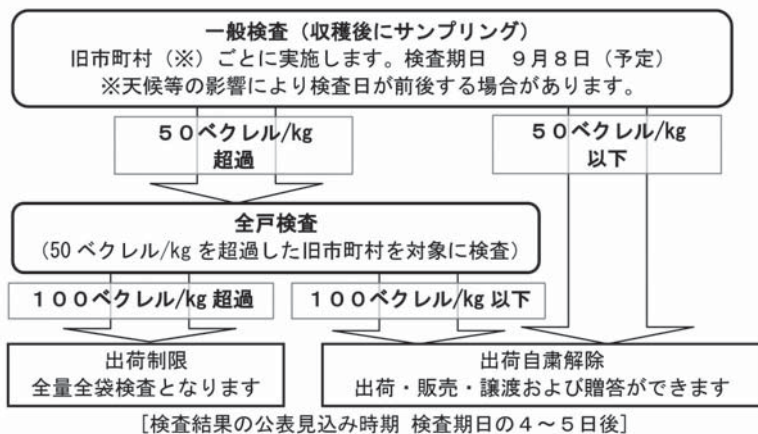 一般検査（収穫後にサンプリング）
旧市町村（※）ごとに実施します。検査期日　９月８日（予定）
※天候等の影響により検査日が前後する場合があります。
５０ベクレル/kg
超過
５０ベクレル/kg
以下
全戸検査
（50 ベクレル/kg を超過した旧市町村を対象に検査）
１００ベクレル/kg 超過
１００ベクレル/kg 以下
出荷制限
全量全袋検査となります
出荷自粛解除
出荷・販売・譲渡および贈答ができます
［検査結果の公表見込み時期 検査期日の４～５日後］